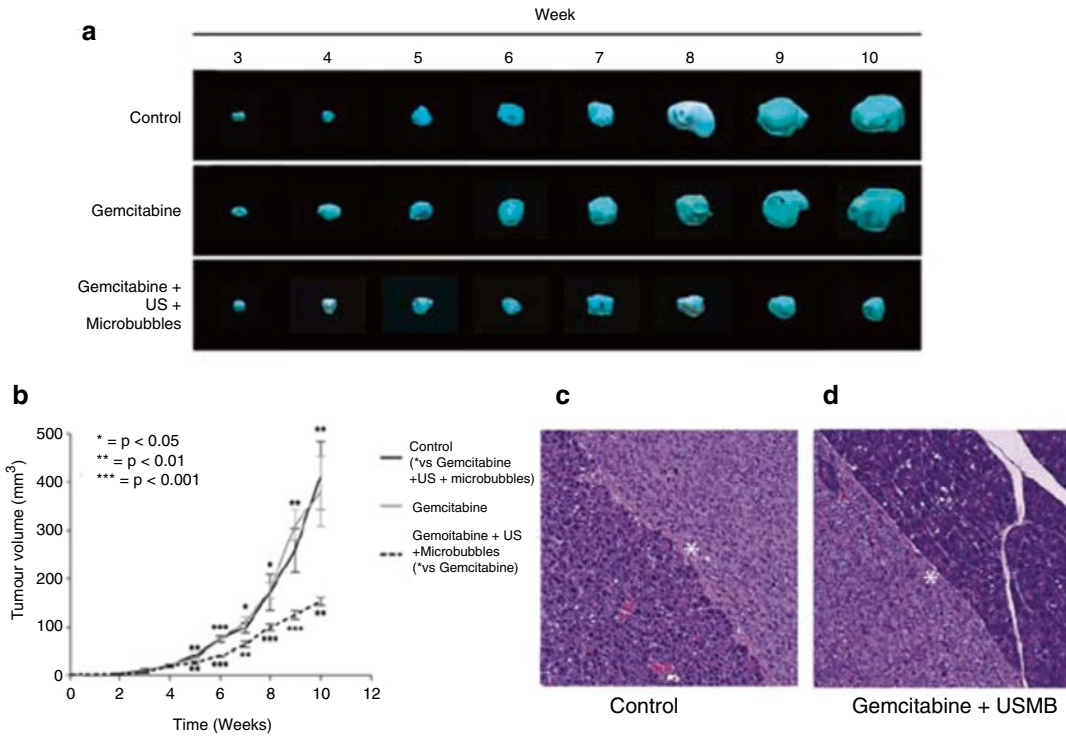 a
Week
3 4 5 6 7 8 9 10
Control
Gemcitabine
Gemcitabine +
US +
Microbubbles
b
* = p < 0.05
** = p < 0.01
*** = p < 0.001
Tumour volume (mm3)
500
400
300
200
100
0
0 2 4 6 8 10 12
Time (Weeks)
** *** * * ** **
** *** ** *** *** **
Control
(*vs Gemcitabine
+US + microbubbles)
Gemcitabine
Gemoitabine + US
+Microbubbles
(*vs Gemcitabine)
c
*
Control
d
*
Gemcitabine + USMB